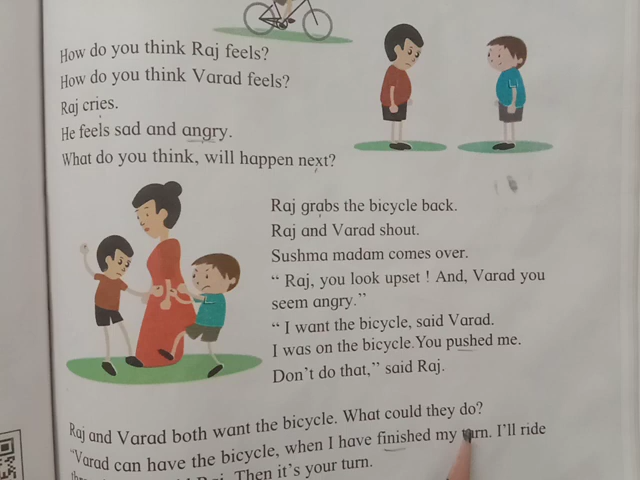 How do you think Raj feels?
How do you think Varad feels?
Raj cries.
He feels sad and angry.
What do you think, will happen next?
Raj grabs the bicycle back.
Raj and Varad shout.
Sushma madam comes over.
“ Raj, you look upset ! And, Varad you
seem angry.”
“ I want the bicycle, said Varad.
I was on the bicycle.You pushed me.
Don't do that,” said Raj.
Raj and Varad both want the bicycle. What could they do?
“Varad can have the bicycle, when I have finished my turn. I'll ride
Raj. Then it's your turn.